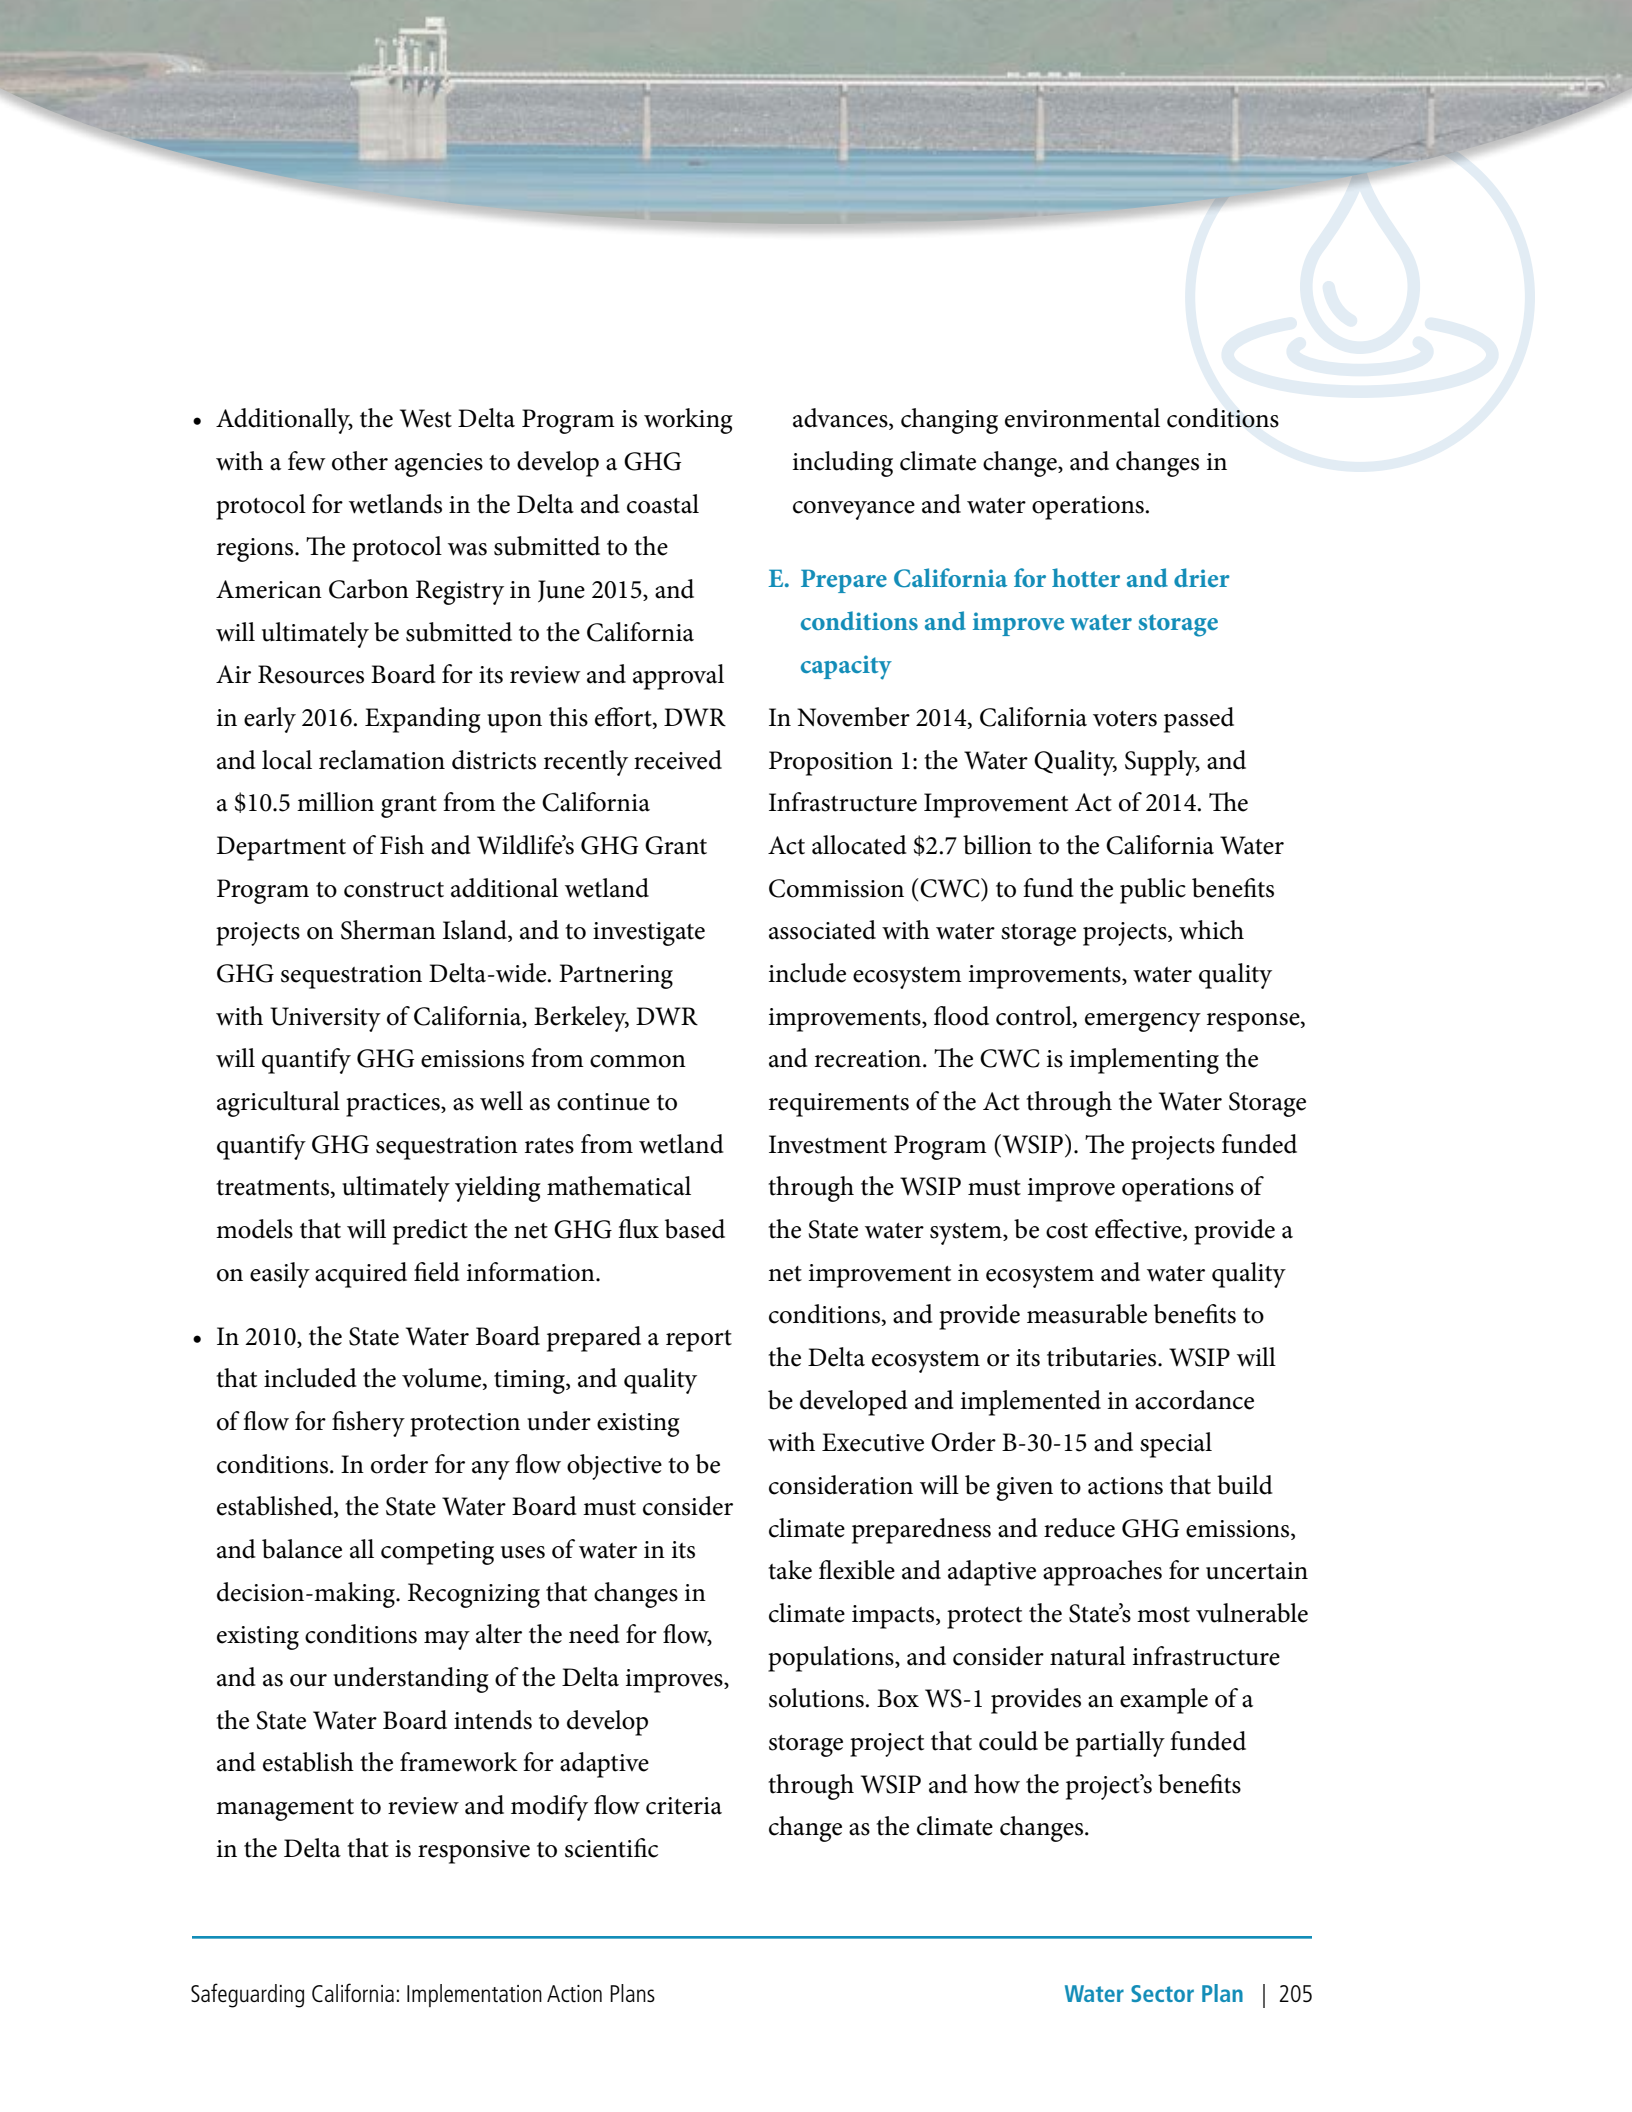 • Additionally, the West Delta Program is working
with a few other agencies to develop a GHG
protocol for wetlands in the Delta and coastal
regions. The protocol was submitted to the
American Carbon Registry in June 2015, and
will ultimately be submitted to the California
Air Resources Board for its review and approval
in early 2016. Expanding upon this effort, DWR
and local reclamation districts recently received
a $10.5 million grant from the California
Department of Fish and Wildlife’s GHG Grant
Program to construct additional wetland
projects on Sherman Island, and to investigate
GHG sequestration Delta-wide. Partnering
with University of California, Berkeley, DWR
will quantify GHG emissions from common
agricultural practices, as well as continue to
quantify GHG sequestration rates from wetland
treatments, ultimately yielding mathematical
models that will predict the net GHG flux based
on easily acquired field information.
• In 2010, the State Water Board prepared a report
that included the volume, timing, and quality
of flow for fishery protection under existing
conditions. In order for any flow objective to be
established, the State Water Board must consider
and balance all competing uses of water in its
decision-making. Recognizing that changes in
existing conditions may alter the need for flow,
and as our understanding of the Delta improves,
the State Water Board intends to develop
and establish the framework for adaptive
management to review and modify flow criteria
in the Delta that is responsive to scientific
advances, changing environmental conditions
including climate change, and changes in
conveyance and water operations.
E. Prepare California for hotter and drier
conditions and improve water storage
capacity
In November 2014, California voters passed
Proposition 1: the Water Quality, Supply, and
Infrastructure Improvement Act of 2014. The
Act allocated $2.7 billion to the California Water
Commission (CWC) to fund the public benefits
associated with water storage projects, which
include ecosystem improvements, water quality
improvements, flood control, emergency response,
and recreation. The CWC is implementing the
requirements of the Act through the Water Storage
Investment Program (WSIP). The projects funded
through the WSIP must improve operations of
the State water system, be cost effective, provide a
net improvement in ecosystem and water quality
conditions, and provide measurable benefits to
the Delta ecosystem or its tributaries. WSIP will
be developed and implemented in accordance
with Executive Order B-30-15 and special
consideration will be given to actions that build
climate preparedness and reduce GHG emissions,
take flexible and adaptive approaches for uncertain
climate impacts, protect the State’s most vulnerable
populations, and consider natural infrastructure
solutions. Box WS-1 provides an example of a
storage project that could be partially funded
through WSIP and how the project’s benefits
change as the climate changes.
Safeguarding California: Implementation Action Plans
Water Sector Plan | 205